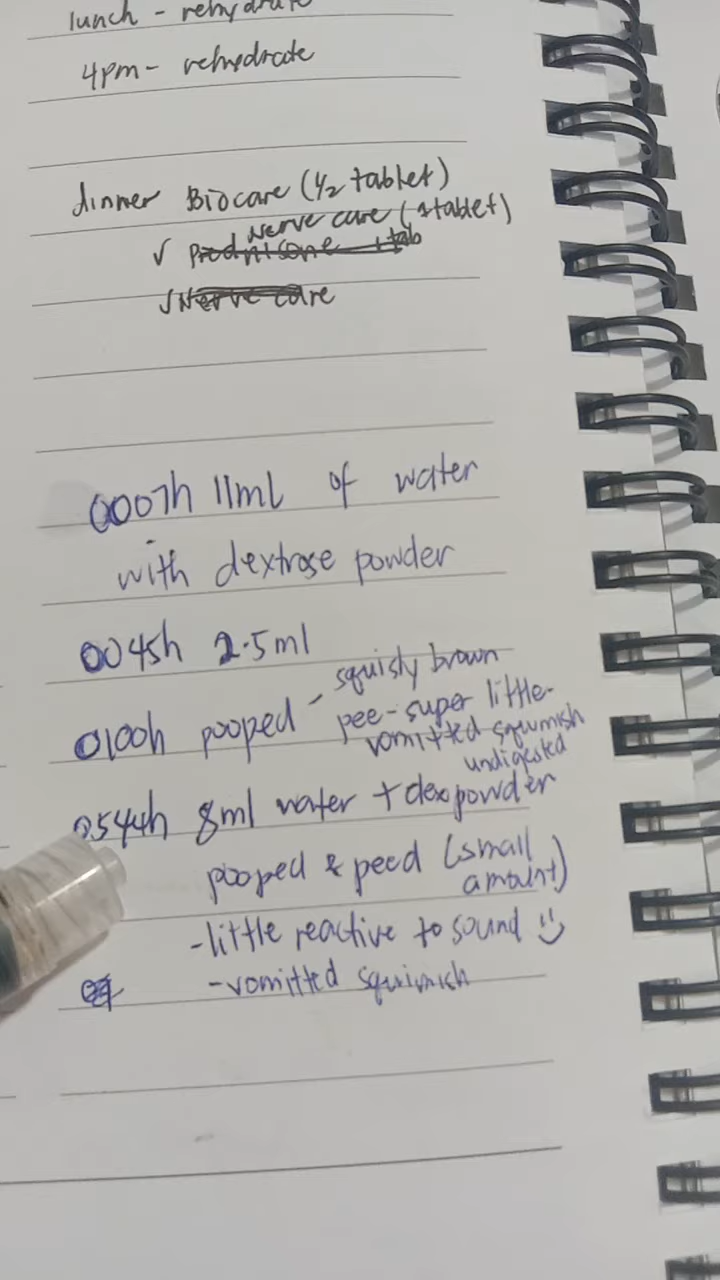 lunch - rehydrate
4pm - rehydrate
dinner Biocare (1/2 tablet)
Nerve care (1 tablet)
√ Prednisone 1 tab
√ Nerve care
0007h 11ml of water
with dextrose powder
0045h 2.5ml
0100h pooped - squishy brown
pee - super little
vomitted squmish
undigested
0544h 8ml water + dex powder
pooped & peed (small
amount)
- little reactive to sound :)
- vomitted squimish